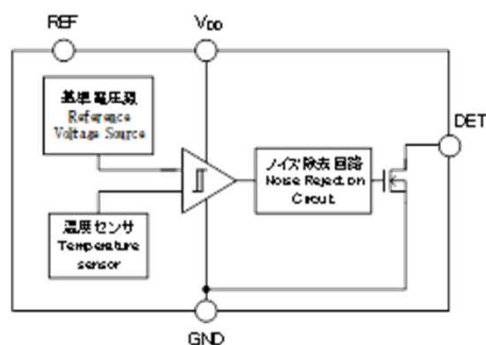 REF
VDD
基準電圧源
Reference
Voltage Source
DET
ノイズ除去回路
Noise Rejection
Circuit
温度センサ
Temperature
sensor
GND